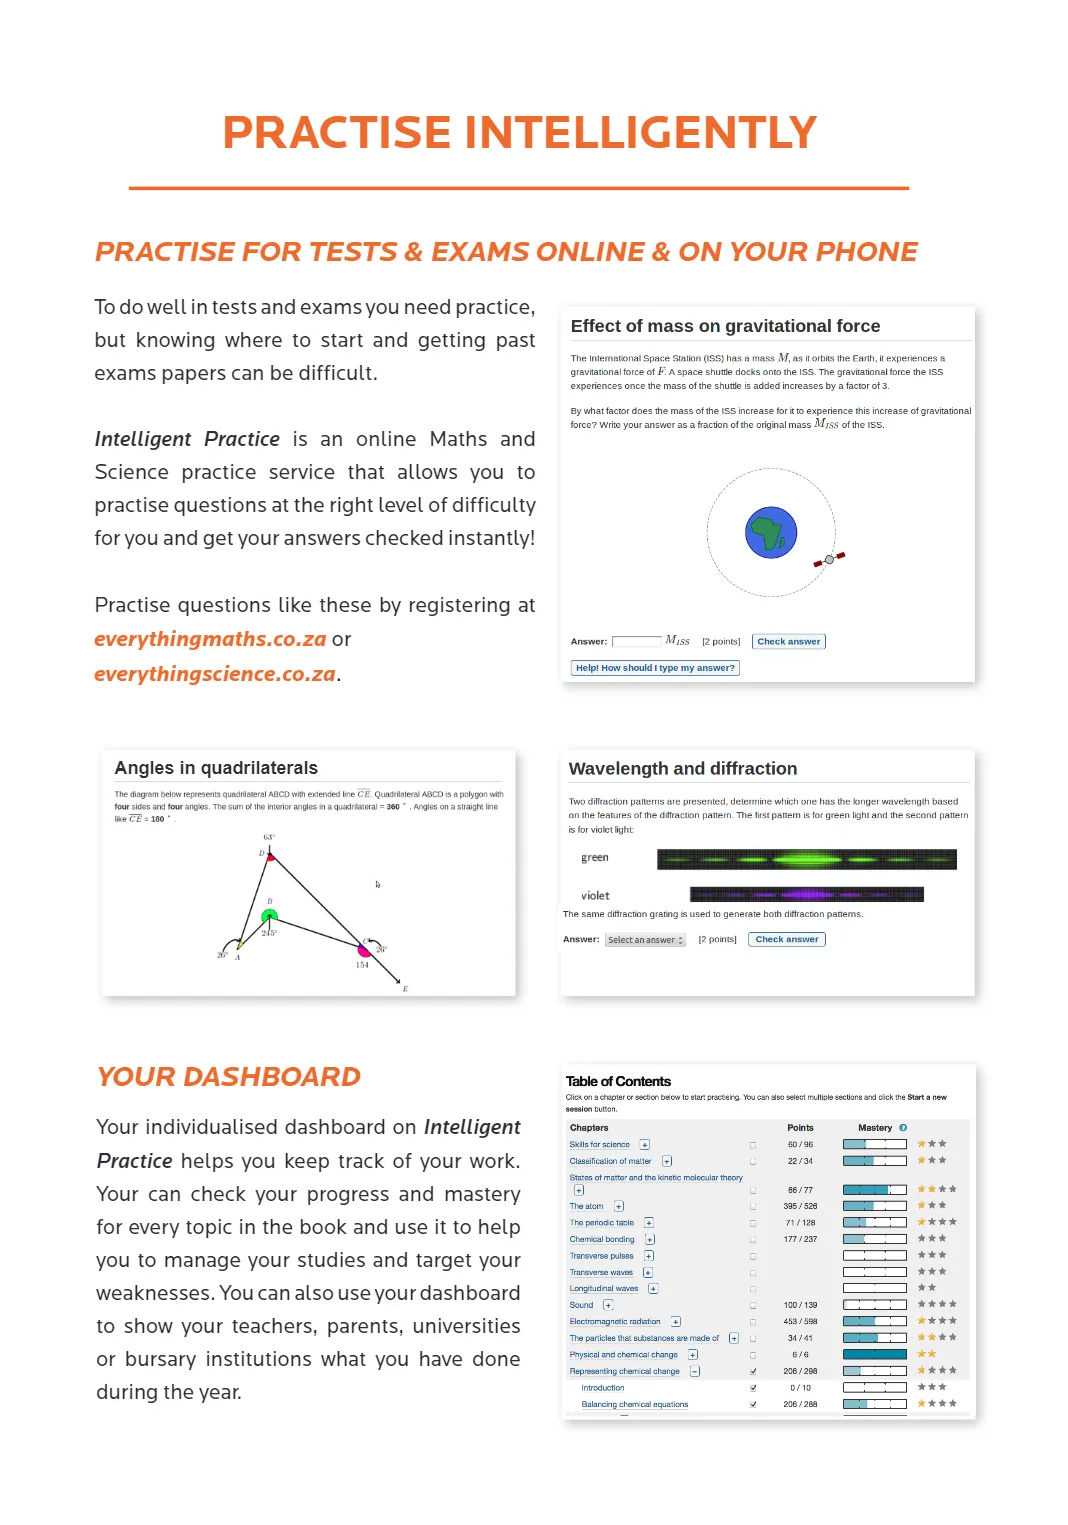 PRACTISE INTELLIGENTLY
PRACTISE FOR TESTS & EXAMS ONLINE & ON YOUR PHONE
To do well in tests and exams you need practice,
but knowing where to start and getting past
exams papers can be difficult.
Intelligent Practice is an online Maths and
Science practice service that allows you to
practise questions at the right level of difficulty
for you and get your answers checked instantly!
Practise questions like these by registering at
everythingmaths.co.za or
everythingscience.co.za.
Effect of mass on gravitational force
The International Space Station (ISS) has a mass M, as it orbits the Earth, it experiences a
gravitational force of F. A space shuttle docks onto the ISS. The gravitational force the ISS
experiences once the mass of the shuttle is added increases by a factor of 3.
By what factor does the mass of the ISS increase for it to experience this increase of gravitational
force? Write your answer as a fraction of the original mass M_ISS of the ISS.
Answer: M_ISS [2 points] Check answer
Help! How should I type my answer?
Angles in quadrilaterals
The diagram below represents quadrilateral ABCD with extended line CE. Quadrilateral ABCD is a polygon with
four sides and four angles. The sum of the interior angles in a quadrilateral = 360 °. Angles on a straight line
like CE = 180 °.
63°
D
B
245°
26° A
C 26°
154
E
Wavelength and diffraction
Two diffraction patterns are presented, determine which one has the longer wavelength based
on the features of the diffraction pattern. The first pattern is for green light and the second pattern
is for violet light:
green
violet
The same diffraction grating is used to generate both diffraction patterns.
Answer: Select an answer [2 points] Check answer
YOUR DASHBOARD
Your individualised dashboard on Intelligent
Practice helps you keep track of your work.
Your can check your progress and mastery
for every topic in the book and use it to help
you to manage your studies and target your
weaknesses. You can also use your dashboard
to show your teachers, parents, universities
or bursary institutions what you have done
during the year.
Table of Contents
Click on a chapter or section below to start practising. You can also select multiple sections and click the Start a new
session button.
Chapters Points Mastery ?
Skills for science + 60 / 96
Classification of matter + 22 / 34
States of matter and the kinetic molecular theory
+ 66 / 77
The atom + 395 / 526
The periodic table + 71 / 128
Chemical bonding + 177 / 237
Transverse pulses +
Transverse waves +
Longitudinal waves +
Sound + 100 / 139
Electromagnetic radiation + 453 / 598
The particles that substances are made of + 34 / 41
Physical and chemical change + 6 / 6
Representing chemical change − 206 / 298
Introduction 0 / 10
Balancing chemical equations 206 / 288